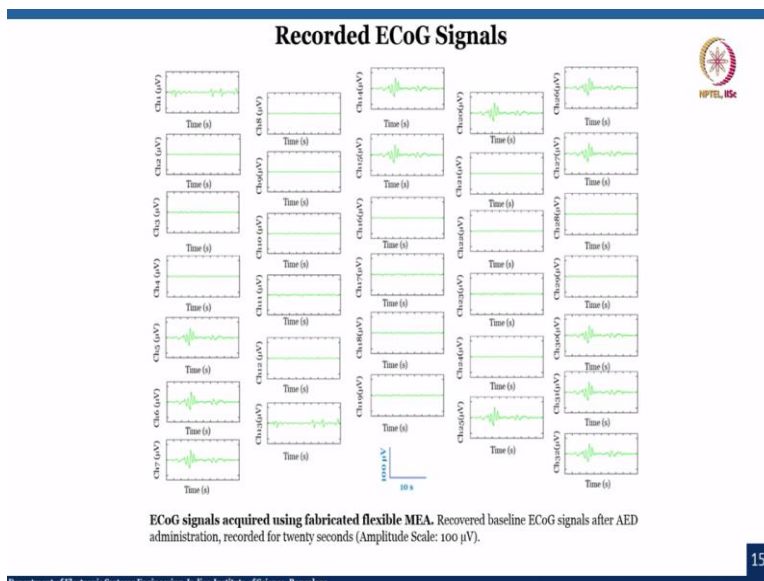 Recorded ECoG Signals
NPTEL, IISc
Ch1 (µV)
Time (s)
Ch2 (µV)
Time (s)
Ch3 (µV)
Time (s)
Ch4 (µV)
Time (s)
Ch5 (µV)
Time (s)
Ch6 (µV)
Time (s)
Ch7 (µV)
Time (s)
Ch8 (µV)
Time (s)
Ch9(µV)
Time (s)
Ch10 (µV)
Time (s)
Ch11 (µV)
Time (s)
Ch12 (µV)
Time (s)
Ch13(µV)
Time (s)
Ch14(µV)
Time (s)
Ch15(µV)
Time (s)
Ch16(µV)
Time (s)
Ch17(µV)
Time (s)
Ch18(µV)
Time (s)
Ch19(µV)
Time (s)
Ch20(µV)
Time (s)
Ch21(µV)
Time (s)
Ch22(µV)
Time (s)
Ch23(µV)
Time (s)
Ch24(µV)
Time (s)
Ch25(µV)
Time (s)
Ch26(µV)
Time (s)
Ch27(µV)
Time (s)
Ch28(µV)
Time (s)
Ch29(µV)
Time (s)
Ch30(µV)
Time (s)
Ch31(µV)
Time (s)
Ch32(µV)
Time (s)
100 µV
10 s
ECoG signals acquired using fabricated flexible MEA. Recovered baseline ECoG signals after AED
administration, recorded for twenty seconds (Amplitude Scale: 100 µV).
15